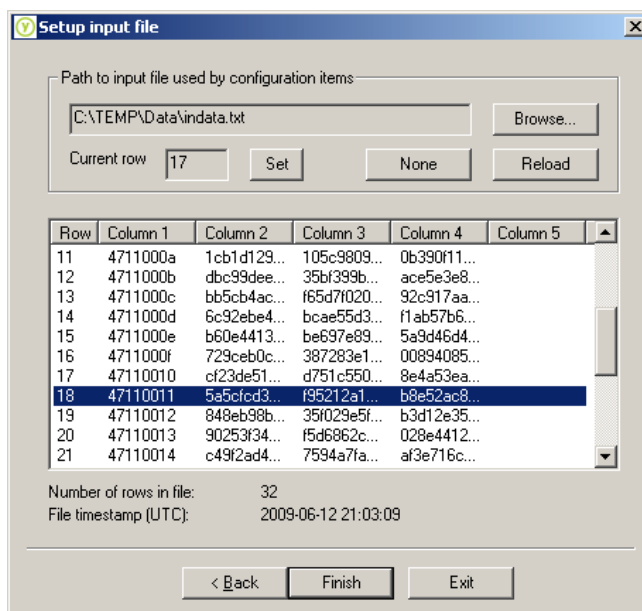 y Setup input file
Path to input file used by configuration items
C:\TEMP\Data\indata.txt Browse...
Current row 17 Set None Reload
Row Column 1 Column 2 Column 3 Column 4 Column 5
11 4711000a 1cb1d129... 105c9809... 0b390f11...
12 4711000b dbc99dee... 35bf399b... ace5e3e8...
13 4711000c bb5cb4ac... f65d7f020... 92c917aa...
14 4711000d 6c92ebe4... bcae55d3... f1ab57b6...
15 4711000e b60e4413... be697e89... 5a9d46d4...
16 4711000f 729ceb0c... 387283e1... 00894085...
17 47110010 cf23de51... d751c550... 8e4a53ea...
18 47110011 5a5cfcd3... f95212a1... b8e52ac8...
19 47110012 848eb98b... 35f029e5f... b3d12e35...
20 47110013 90253f34... f5d6862c... 028e4412...
21 47110014 c49f2ad4... 7594a7fa... af3e716c...
Number of rows in file: 32
File timestamp (UTC): 2009-06-12 21:03:09
< Back Finish Exit